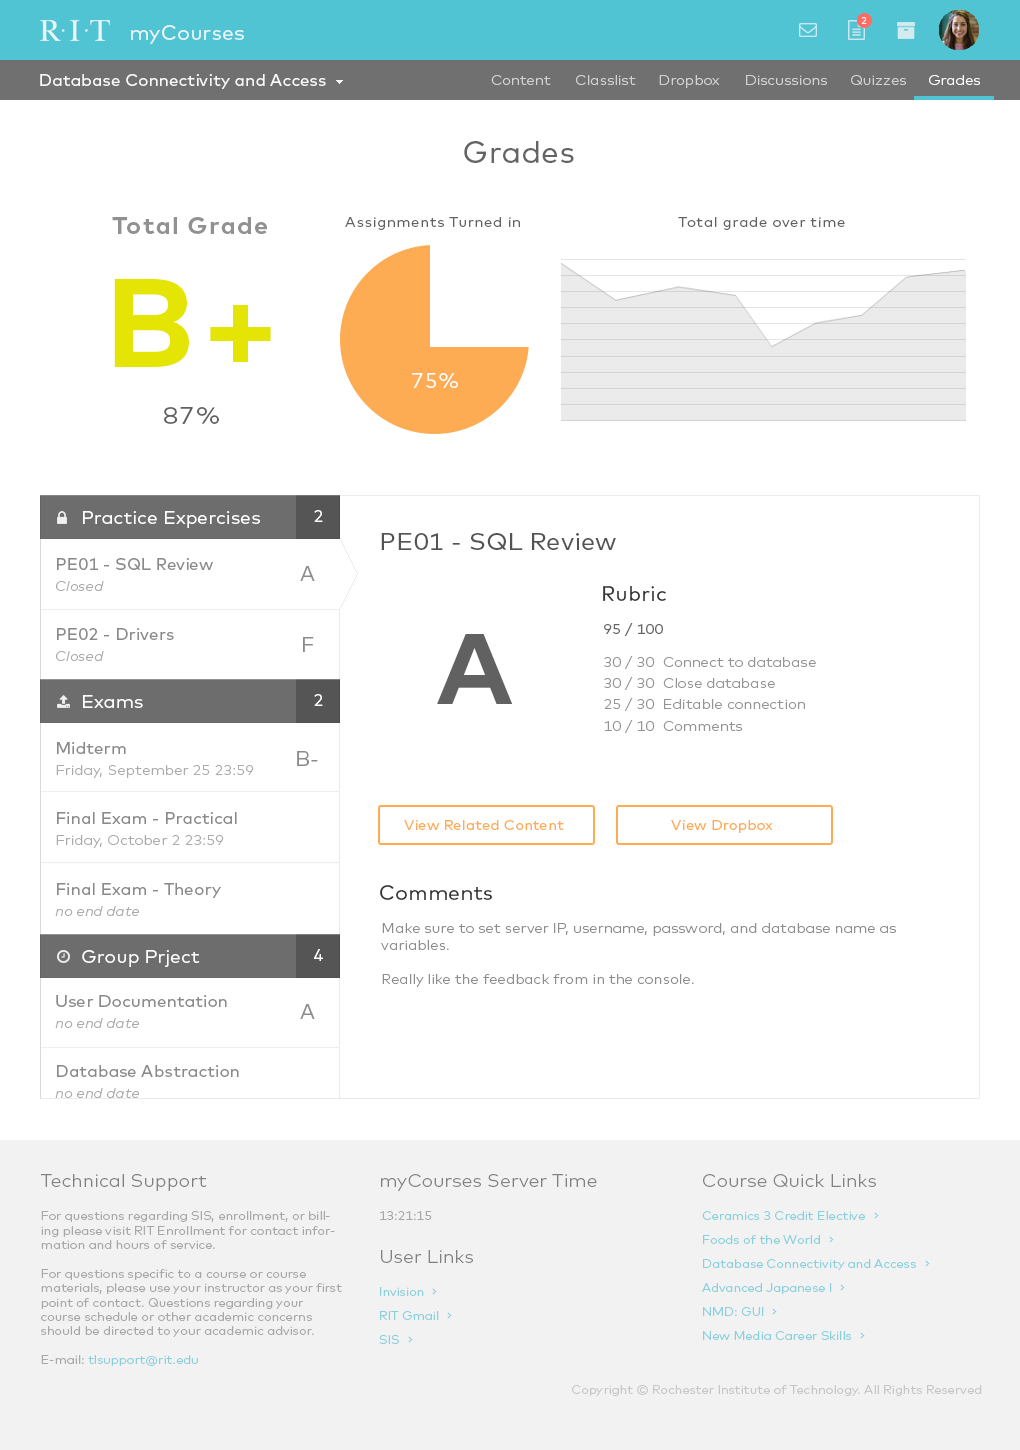 R·I·T myCourses
2
Database Connectivity and Access
Content Classlist Dropbox Discussions Quizzes Grades
Grades
Total Grade
B+
87%
Assignments Turned in
75%
Total grade over time
Practice Expercises 2
PE01 - SQL Review
Closed
A
PE02 - Drivers
Closed
F
Exams 2
Midterm
Friday, September 25 23:59
B-
Final Exam - Practical
Friday, October 2 23:59
Final Exam - Theory
no end date
Group Prject 4
User Documentation
no end date
A
Database Abstraction
no end date
PE01 - SQL Review
A
Rubric
95 / 100
30 / 30 Connect to database
30 / 30 Close database
25 / 30 Editable connection
10 / 10 Comments
View Related Content
View Dropbox
Comments
Make sure to set server IP, username, password, and database name as
variables.
Really like the feedback from in the console.
Technical Support
For questions regarding SIS, enrollment, or bill-
ing please visit RIT Enrollment for contact infor-
mation and hours of service.
For questions specific to a course or course
materials, please use your instructor as your first
point of contact. Questions regarding your
course schedule or other academic concerns
should be directed to your academic advisor.
E-mail: tlsupport@rit.edu
myCourses Server Time
13:21:15
User Links
Invision >
RIT Gmail >
SIS >
Course Quick Links
Ceramics 3 Credit Elective >
Foods of the World >
Database Connectivity and Access >
Advanced Japanese I >
NMD: GUI >
New Media Career Skills >
Copyright © Rochester Institute of Technology. All Rights Reserved